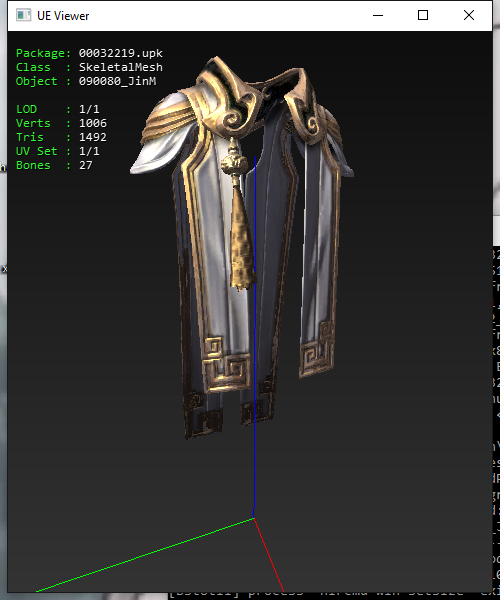 UE Viewer
Package: 00032219.upk
Class : SkeletalMesh
Object : 090080_JinM
LOD : 1/1
Verts : 1006
Tris : 1492
UV Set : 1/1
Bones : 27